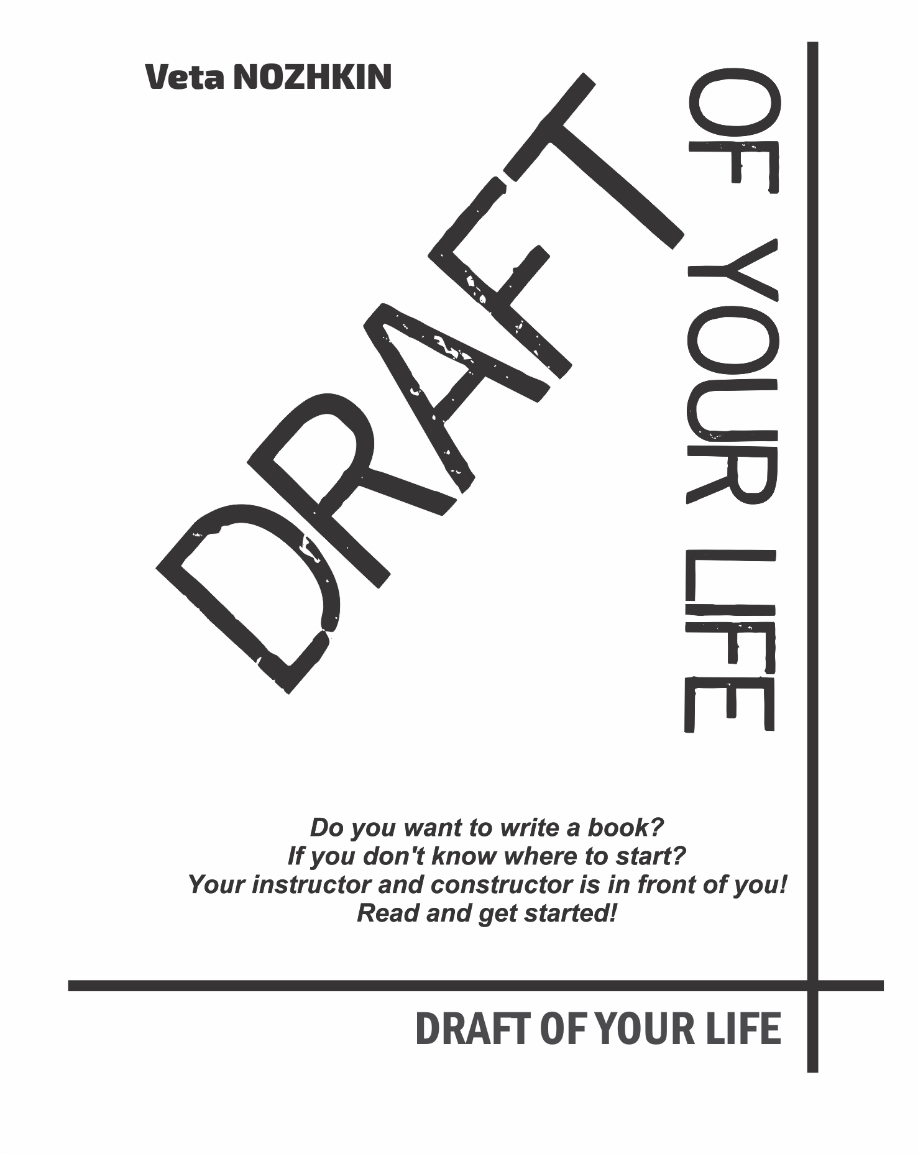 Veta NOZHKIN
DRAFT
OF YOUR LIFE
Do you want to write a book?
If you don't know where to start?
Your instructor and constructor is in front of you!
Read and get started!
DRAFT OF YOUR LIFE